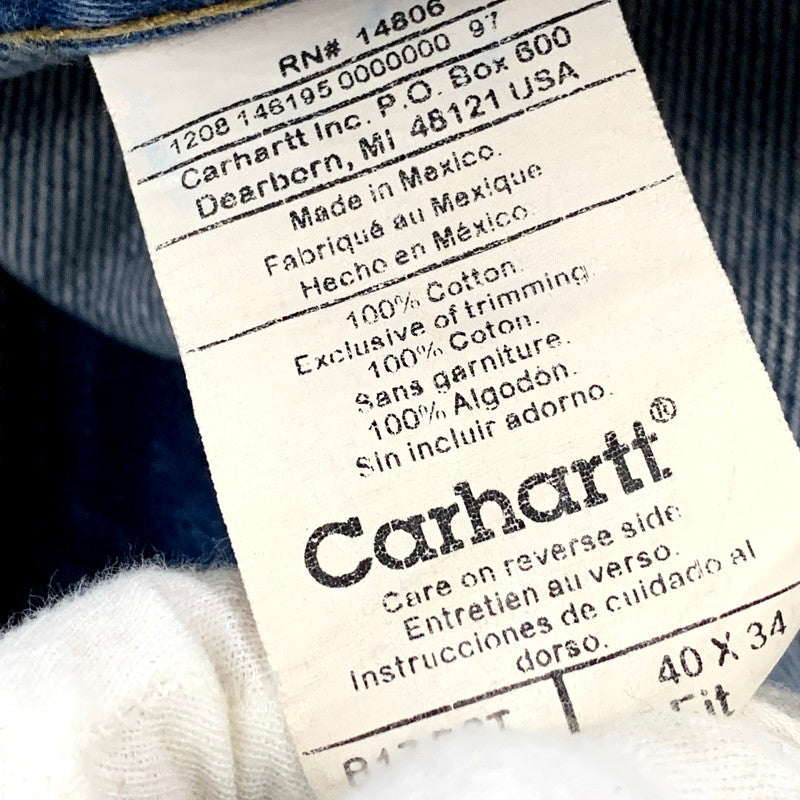 RN# 14806
1208 146195 0000000 97
Carhartt Inc. P.O. Box 600
Dearborn, MI 48121 USA
Made in Mexico.
Fabriqué au Mexique
Hecho en México.
100% Cotton.
Exclusive of trimming.
100% Coton.
Sans garniture.
100% Algodón.
Sin incluir adorno.
Carhartt®
Care on reverse side
Entretien au verso.
Instrucciones de cuidado al
dorso.
40 X 34
Fit